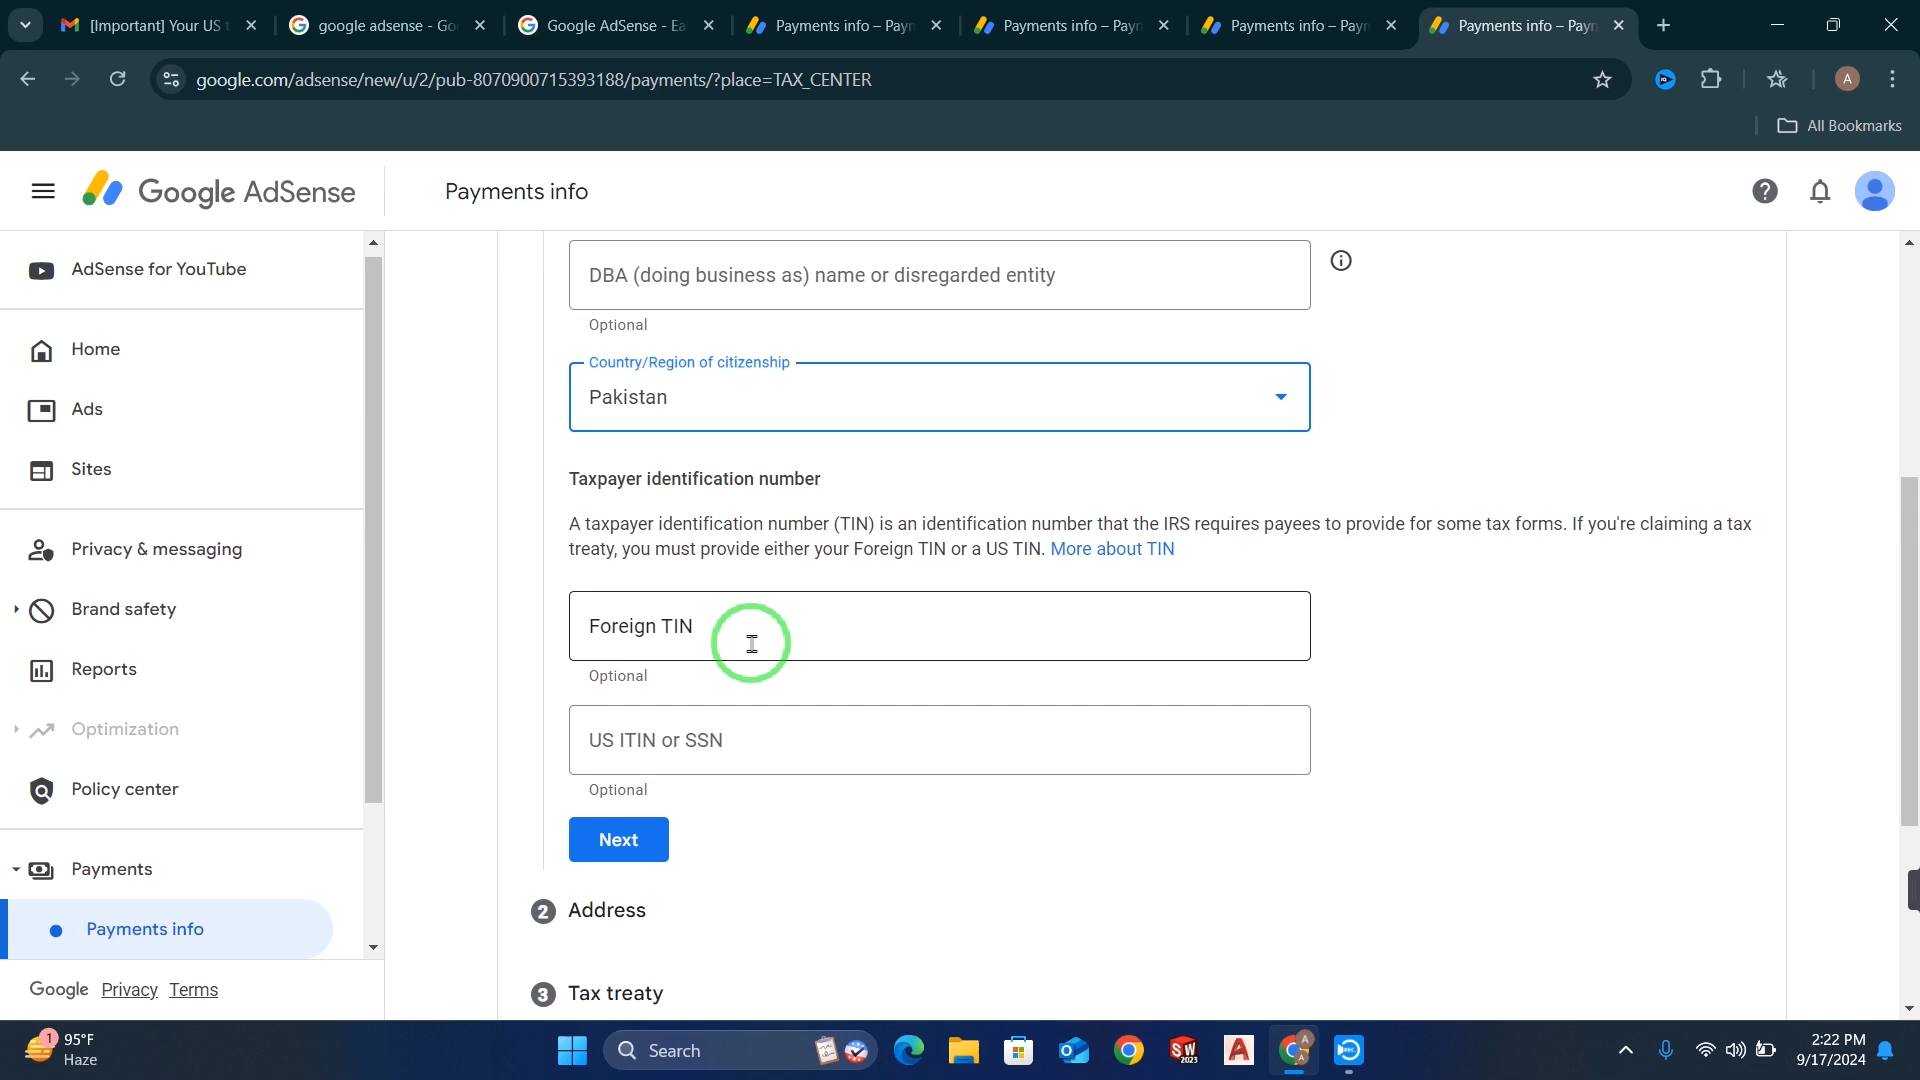 [Important] Your US t
google adsense - Go
Google AdSense - Ea
Payments info – Payn
Payments info – Payn
Payments info – Payn
Payments info – Payn
google.com/adsense/new/u/2/pub-8070900715393188/payments/?place=TAX_CENTER
A
All Bookmarks
Google AdSense
Payments info
AdSense for YouTube
Home
Ads
Sites
Privacy & messaging
Brand safety
Reports
Optimization
Policy center
Payments
Payments info
Google Privacy Terms
DBA (doing business as) name or disregarded entity
Optional
Country/Region of citizenship
Pakistan
Taxpayer identification number
A taxpayer identification number (TIN) is an identification number that the IRS requires payees to provide for some tax forms. If you're claiming a tax
treaty, you must provide either your Foreign TIN or a US TIN. More about TIN
Foreign TIN
Optional
US ITIN or SSN
Optional
Next
2 Address
3 Tax treaty
1
95°F
Haze
Search
SW
2023
A
A
2:22 PM
9/17/2024